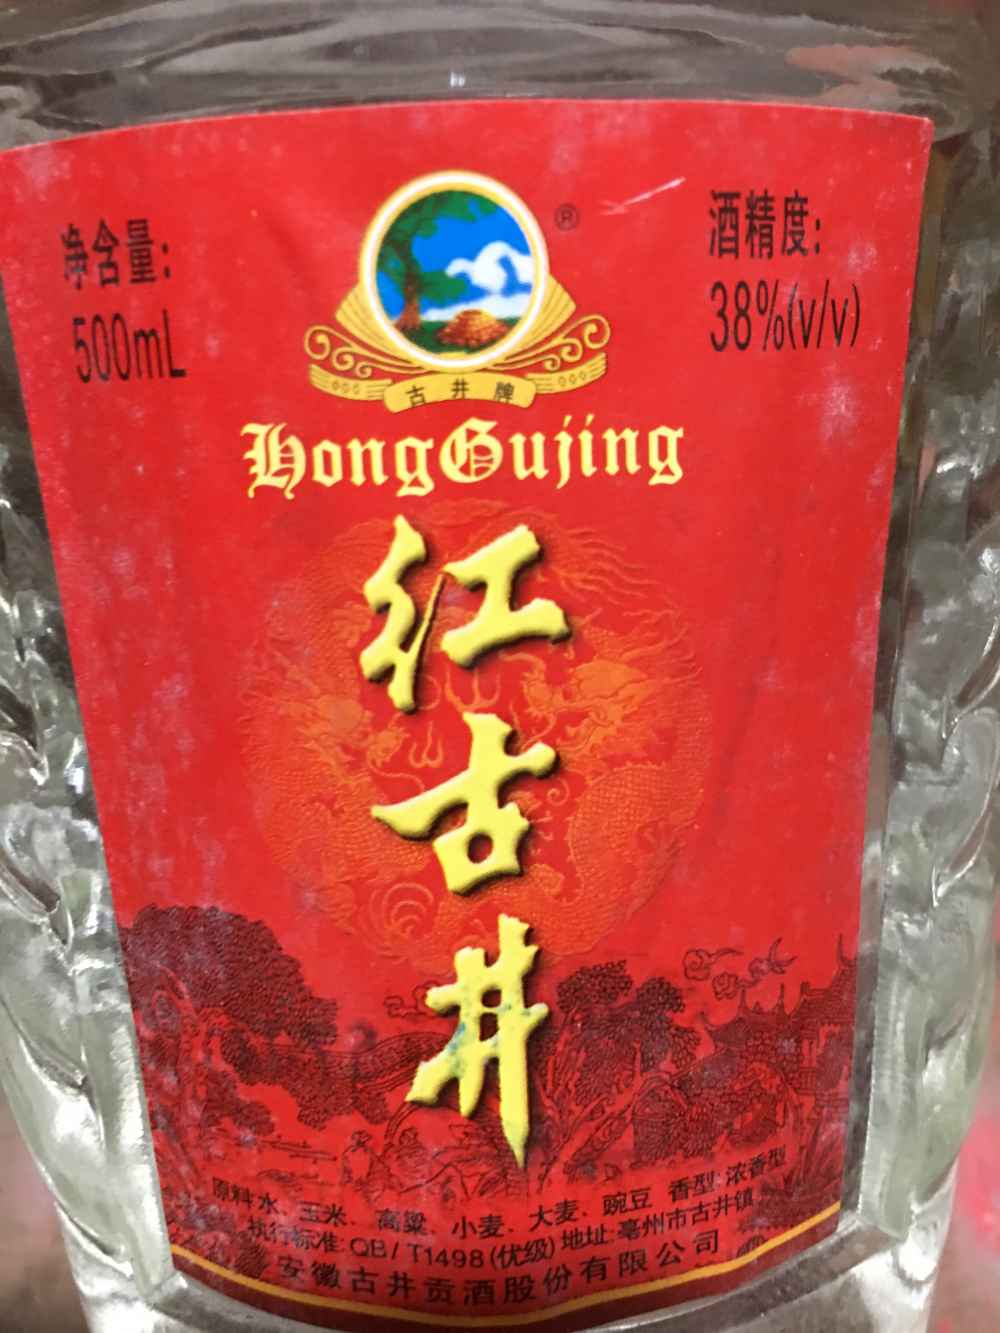 净含量:
500mL
酒精度:
38%(v/v)
®
古井牌
HongGujing
红古井
原料:水、玉米、高粱、小麦、大麦、豌豆 香型:浓香型
执行标准:QB/T1498(优级)地址:亳州市古井镇
安徽古井贡酒股份有限公司